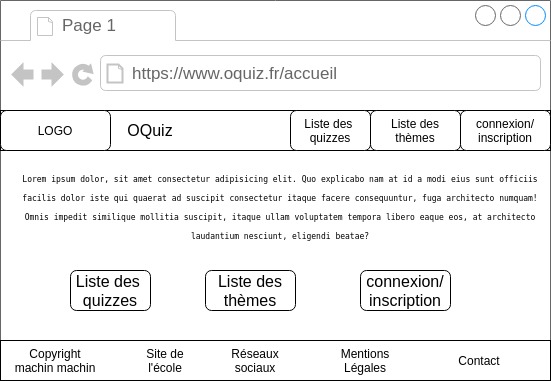 Page 1
https://www.oquiz.fr/accueil
LOGO
OQuiz
Liste des
quizzes
Liste des
thèmes
connexion/
inscription
Lorem ipsum dolor, sit amet consectetur adipisicing elit. Quo explicabo nam at id a modi eius sunt officiis
facilis dolor iste qui quaerat ad suscipit consectetur itaque facere consequuntur, fuga architecto numquam!
Omnis impedit similique mollitia suscipit, itaque ullam voluptatem tempora libero eaque eos, at architecto
laudantium nesciunt, eligendi beatae?
Liste des
quizzes
Liste des
thèmes
connexion/
inscription
Copyright
machin machin
Site de
l'école
Réseaux
sociaux
Mentions
Légales
Contact